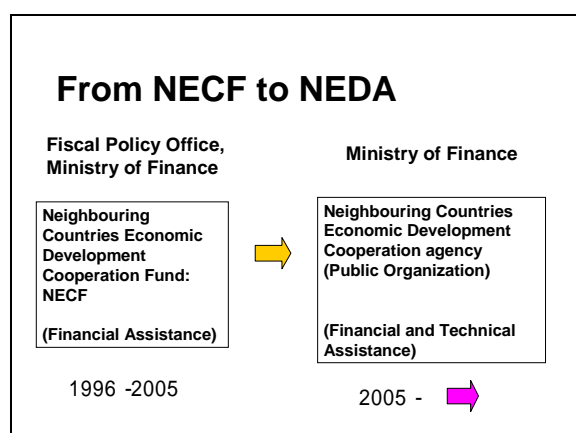 From NECF to NEDA
Fiscal Policy Office,
Ministry of Finance
Neighbouring
Countries Economic
Development
Cooperation Fund:
NECF
(Financial Assistance)
1996 -2005
Ministry of Finance
Neighbouring Countries
Economic Development
Cooperation agency
(Public Organization)
(Financial and Technical
Assistance)
2005 -